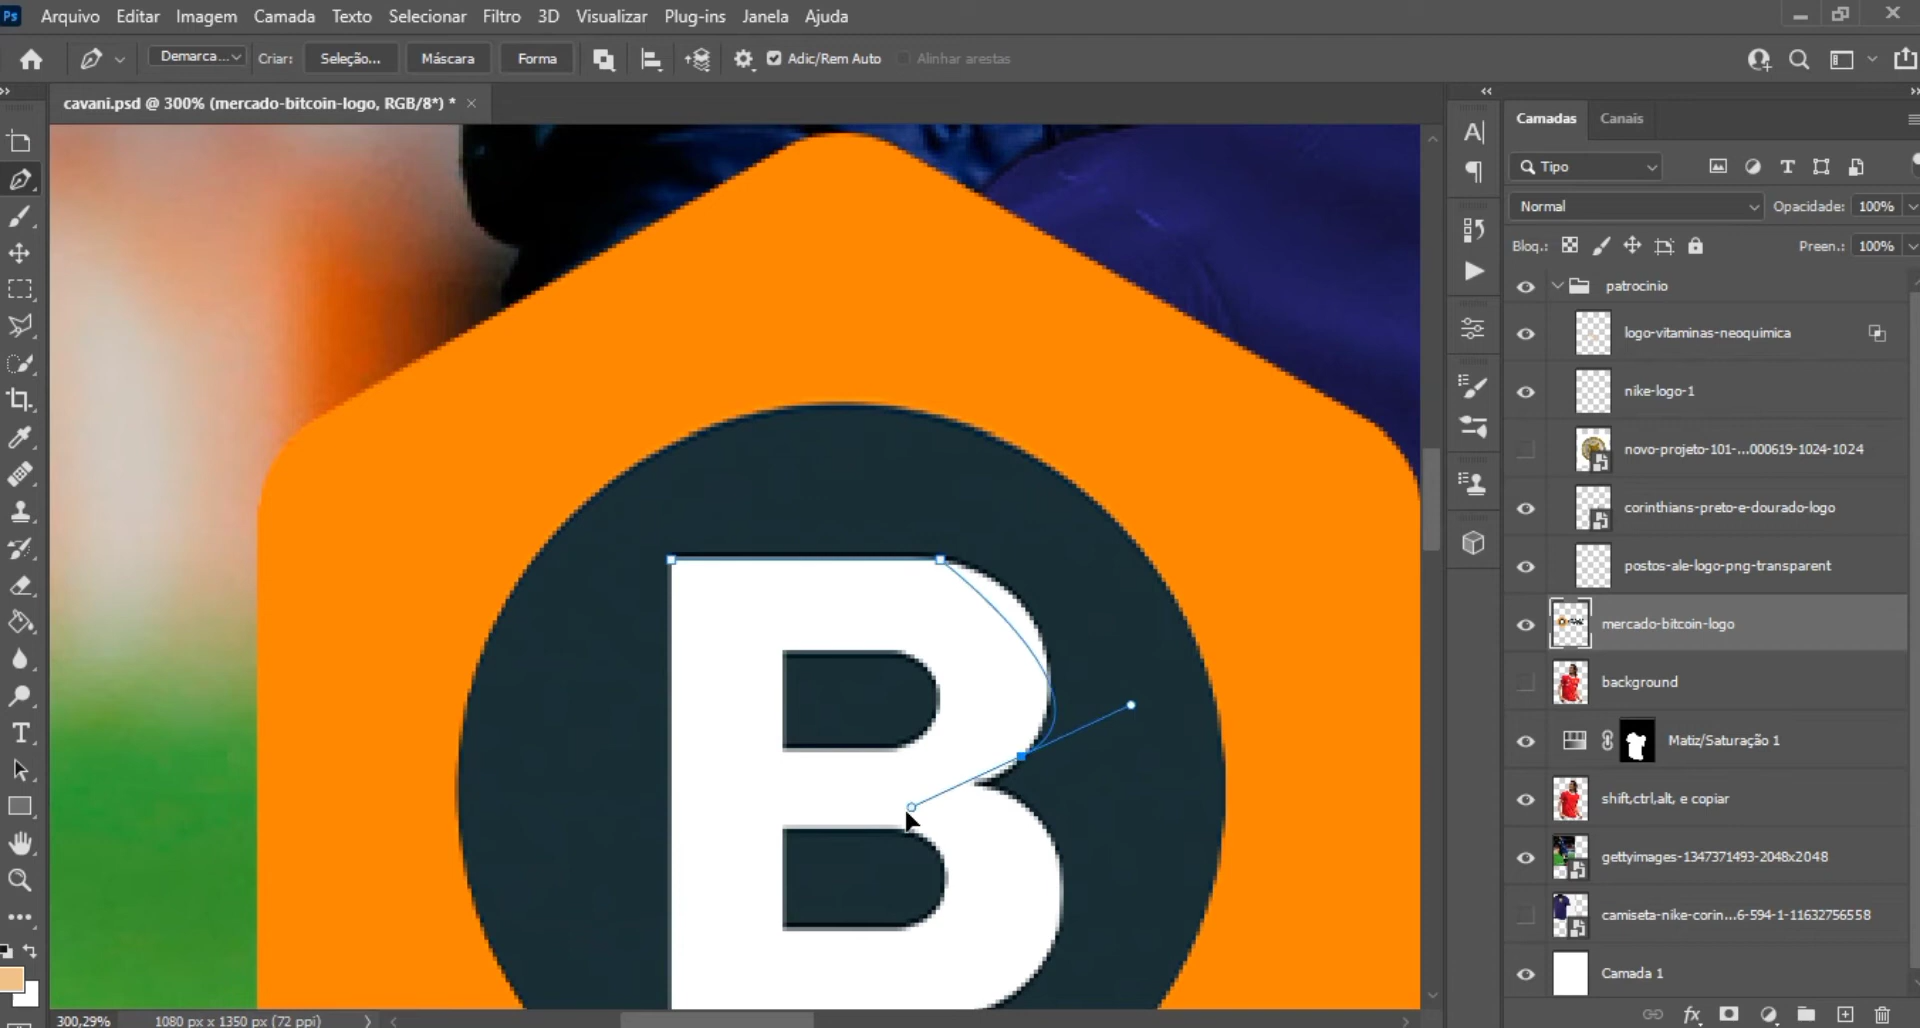 Ps Arquivo Editar Imagem Camada Texto Selecionar Filtro 3D Visualizar Plug-ins Janela Ajuda
Demarca... Criar: Seleção... Máscara Forma Adic/Rem Auto Alinhar arestas
cavani.psd @ 300% (mercado-bitcoin-logo, RGB/8*) *
Camadas Canais
Tipo
Normal Opacidade: 100%
Bloq.: Preen.: 100%
patrocinio
logo-vitaminas-neoquimica
nike-logo-1
novo-projeto-101-...000619-1024-1024
corinthians-preto-e-dourado-logo
postos-ale-logo-png-transparent
mercado-bitcoin-logo
background
Matiz/Saturação 1
shift,ctrl,alt, e copiar
gettyimages-1347371493-2048x2048
camiseta-nike-corin...6-594-1-11632756558
Camada 1
B
300,29% 1080 px x 1350 px (72 ppi)
fx